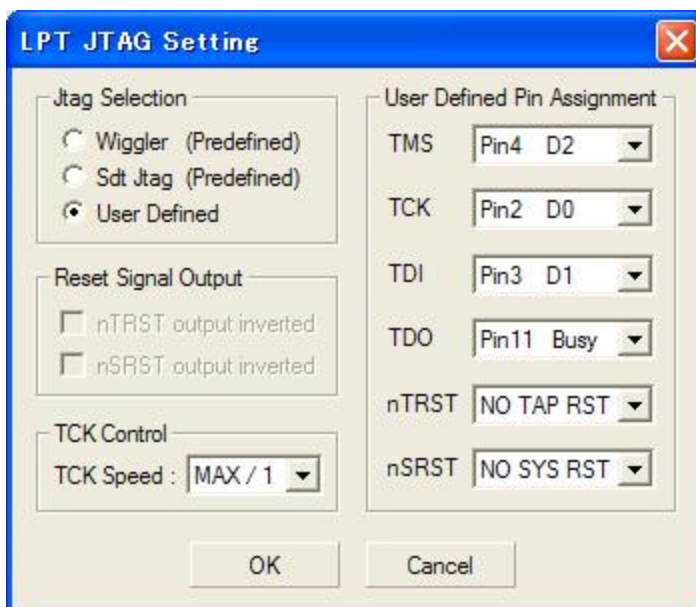 LPT JTAG Setting
Jtag Selection
Wiggler (Predefined)
Sdt Jtag (Predefined)
User Defined
Reset Signal Output
nTRST output inverted
nSRST output inverted
TCK Control
TCK Speed : MAX / 1
User Defined Pin Assignment
TMS Pin4 D2
TCK Pin2 D0
TDI Pin3 D1
TDO Pin11 Busy
nTRST NO TAP RST
nSRST NO SYS RST
OK Cancel